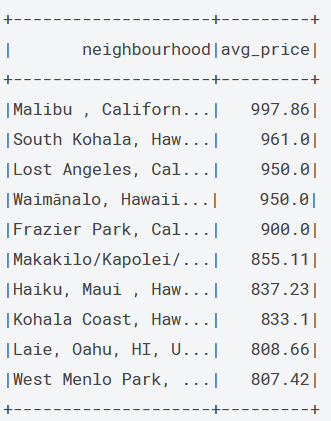 +--------------------+---------+
|       neighbourhood|avg_price|
+--------------------+---------+
|Malibu , Californ...|   997.86|
|South Kohala, Haw...|    961.0|
|Lost Angeles, Cal...|    950.0|
|Waimānalo, Hawaii...|    950.0|
|Frazier Park, Cal...|    900.0|
|Makakilo/Kapolei/...|   855.11|
|Haiku, Maui , Haw...|   837.23|
|Kohala Coast, Haw...|    833.1|
|Laie, Oahu, HI, U...|   808.66|
|West Menlo Park, ...|   807.42|
+--------------------+---------+